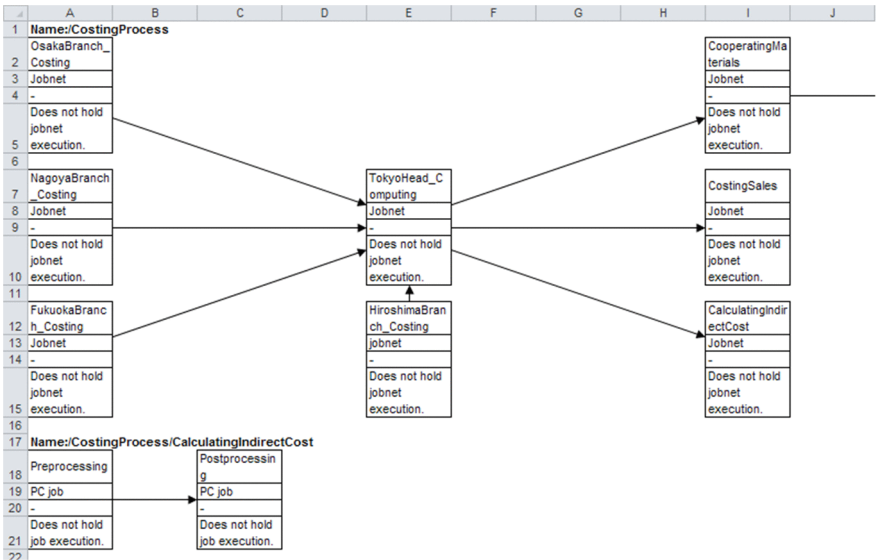 A B C D E F G H I J
1 Name:/CostingProcess
OsakaBranch_
2 Costing
3 Jobnet
4 -
Does not hold
jobnet
5 execution.
CooperatingMa
terials
Jobnet
-
Does not hold
jobnet
execution.
6
NagoyaBranch
7 _Costing
8 Jobnet
9 -
Does not hold
jobnet
10 execution.
TokyoHead_C
omputing
Jobnet
-
Does not hold
jobnet
execution.
CostingSales
Jobnet
-
Does not hold
jobnet
execution.
11
FukuokaBranc
12 h_Costing
13 Jobnet
14 -
Does not hold
jobnet
15 execution.
HiroshimaBran
ch_Costing
jobnet
-
Does not hold
jobnet
execution.
CalculatingIndir
ectCost
Jobnet
-
Does not hold
jobnet
execution.
16
17 Name:/CostingProcess/CalculatingIndirectCost
Preprocessing
18
19 PC job
20 -
Does not hold
21 job execution.
Postprocessin
g
PC job
-
Does not hold
job execution.
22